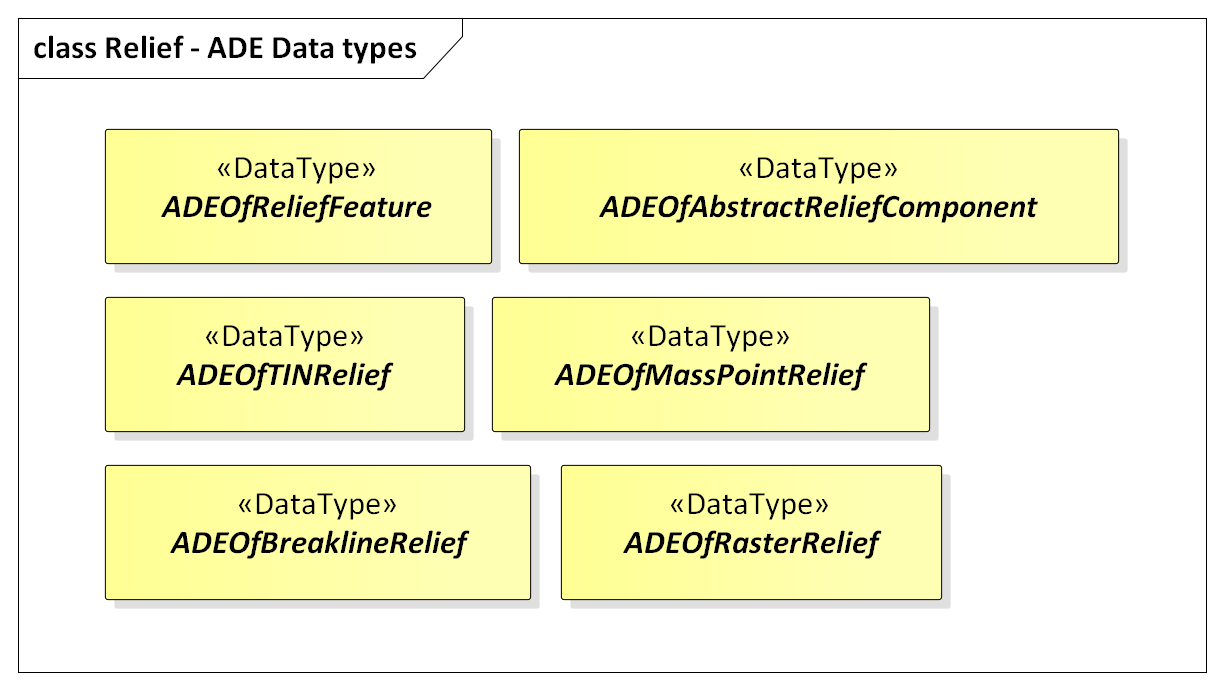 class Relief - ADE Data types
«DataType»
ADEOfReliefFeature
«DataType»
ADEOfAbstractReliefComponent
«DataType»
ADEOfTINRelief
«DataType»
ADEOfMassPointRelief
«DataType»
ADEOfBreaklineRelief
«DataType»
ADEOfRasterRelief